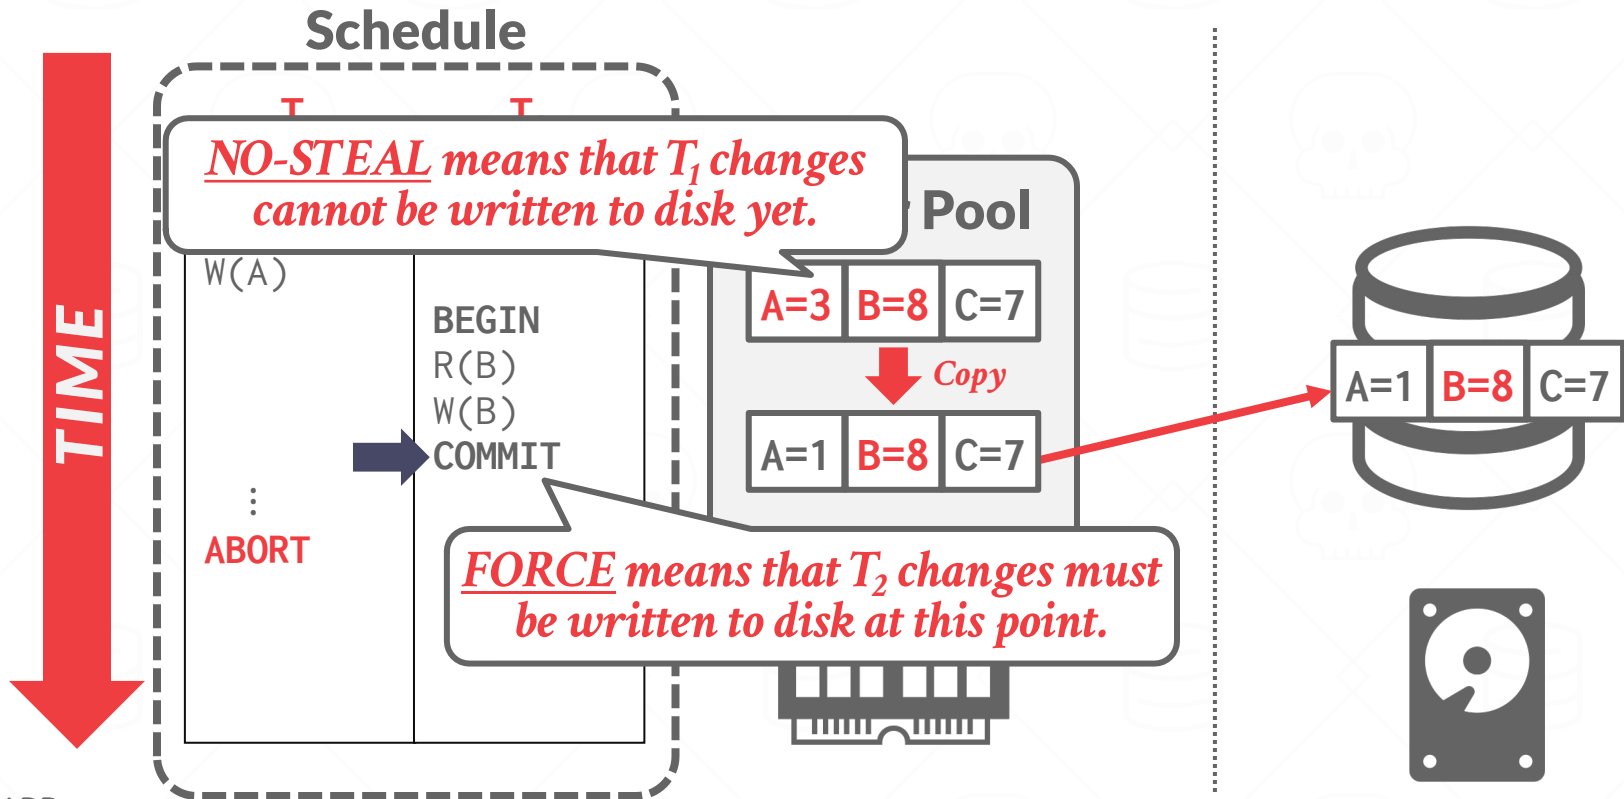 Schedule
T T
NO-STEAL means that T1 changes
cannot be written to disk yet.
Pool
TIME
W(A)
BEGIN
R(B)
W(B)
COMMIT
⋮
ABORT
A=3 B=8 C=7
Copy
A=1 B=8 C=7
A=1 B=8 C=7
FORCE means that T2 changes must
be written to disk at this point.